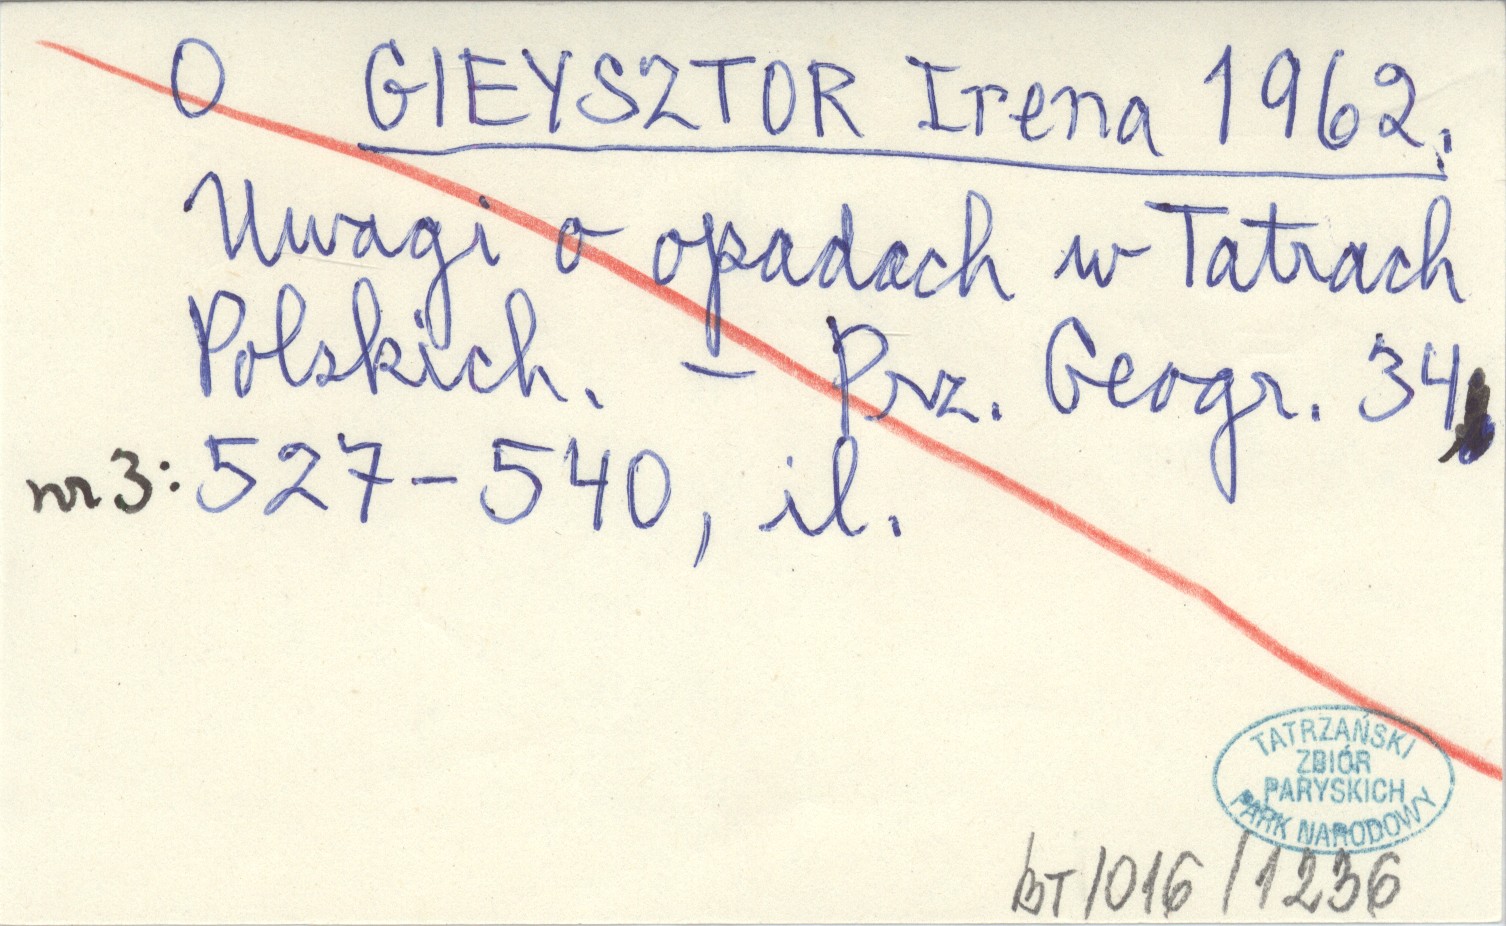 O GIEYSZTOR Irena 1962.
Uwagi o opadach w Tatrach
Polskich. – Prz. Geogr. 34
nr 3: 527-540, il.
TATRZAŃSKI
ZBIÓR
PARYSKICH
PARK NARODOWY
BT/016/1236